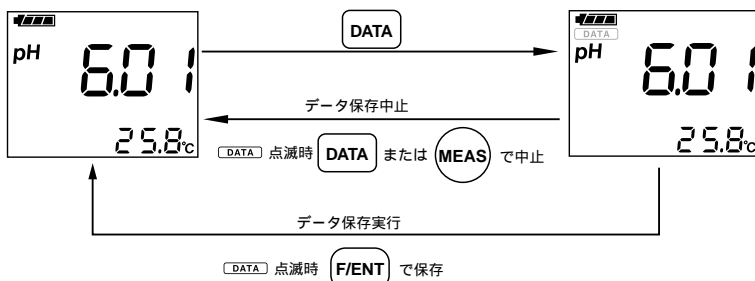 DATA
pH 6.01
25.8℃
DATA
pH 6.01
25.8℃
データ保存中止
DATA 点滅時 DATA または MEAS で中止
データ保存実行
DATA 点滅時 F/ENT で保存